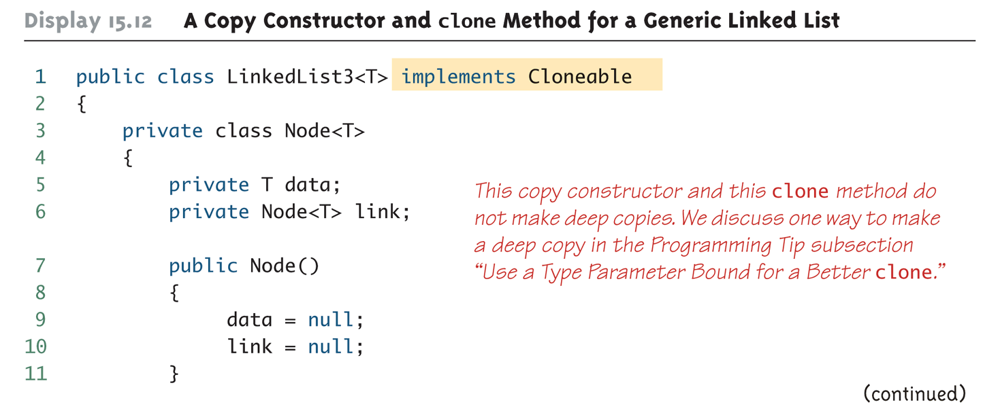 Display 15.12 A Copy Constructor and clone Method for a Generic Linked List
1 public class LinkedList3<T> implements Cloneable
2 {
3 private class Node<T>
4 {
5 private T data;
6 private Node<T> link;
This copy constructor and this clone method do
not make deep copies. We discuss one way to make
a deep copy in the Programming Tip subsection
“Use a Type Parameter Bound for a Better clone.”
7 public Node()
8 {
9 data = null;
10 link = null;
11 }
(continued)